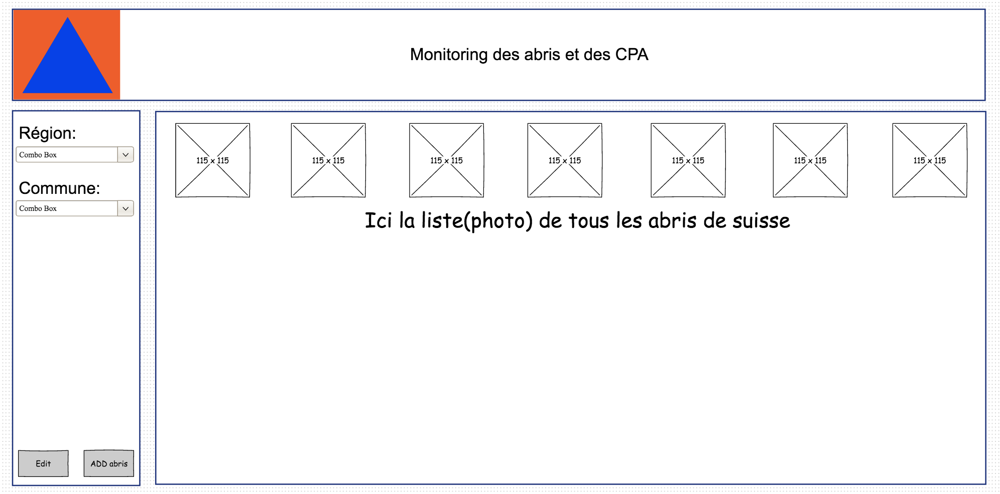 Monitoring des abris et des CPA
Région:
Combo Box
Commune:
Combo Box
Edit
ADD abris
115 x 115
115 x 115
115 x 115
115 x 115
115 x 115
115 x 115
115 x 115
Ici la liste(photo) de tous les abris de suisse